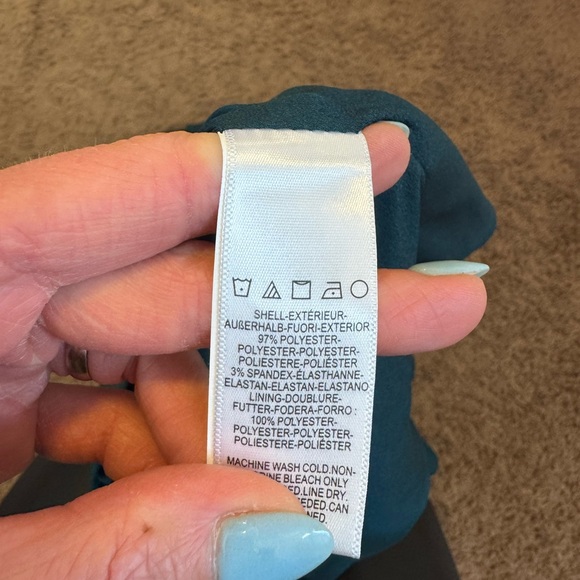 SHELL-EXTÉRIEUR-
AUßERHALB-FUORI-EXTERIOR
97% POLYESTER-
POLYESTER-POLYESTER-
POLIESTERE-POLIÉSTER
3% SPANDEX-ÉLASTHANNE-
ELASTAN-ELASTAN-ELASTANO
LINING-DOUBLURE-
FUTTER-FODERA-FORRO :
100% POLYESTER-
POLYESTER-POLYESTER-
POLIESTERE-POLIÉSTER
MACHINE WASH COLD.NON-
BLEACH ONLY
LINE DRY.
CAN